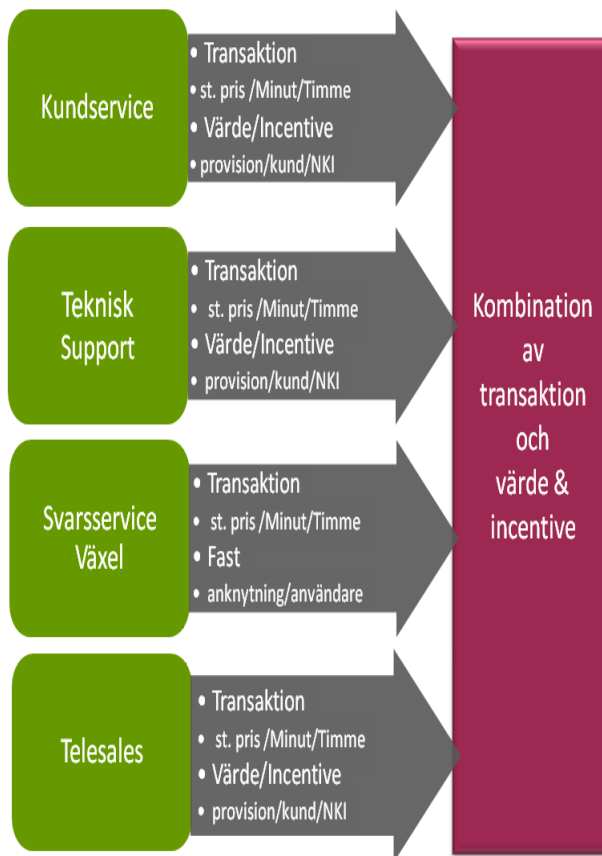 Kundservice
• Transaktion
• st. pris /Minut/Timme
• Värde/Incentive
• provision/kund/NKI
Teknisk
Support
• Transaktion
• st. pris /Minut/Timme
• Värde/Incentive
• provision/kund/NKI
Svarsservice
Växel
• Transaktion
• st. pris /Minut/Timme
• Fast
• anknytning/användare
Telesales
• Transaktion
• st. pris /Minut/Timme
• Värde/Incentive
• provision/kund/NKI
Kombination
av
transaktion
och
värde &
incentive